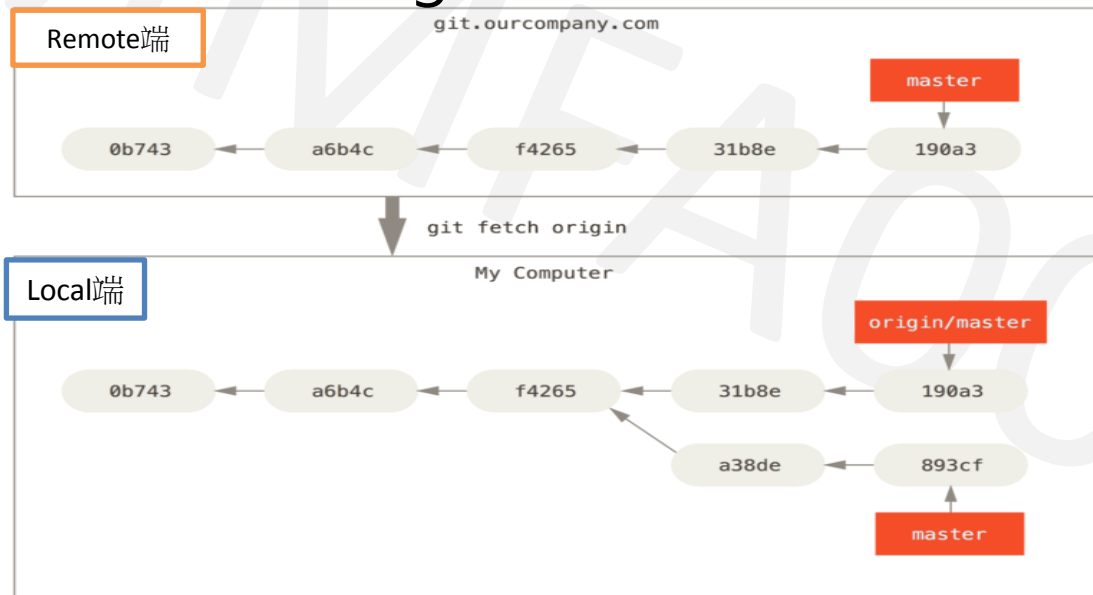 git.ourcompany.com
Remote端
master
0b743 a6b4c f4265 31b8e 190a3
git fetch origin
My Computer
Local端
origin/master
0b743 a6b4c f4265 31b8e 190a3
a38de 893cf
master